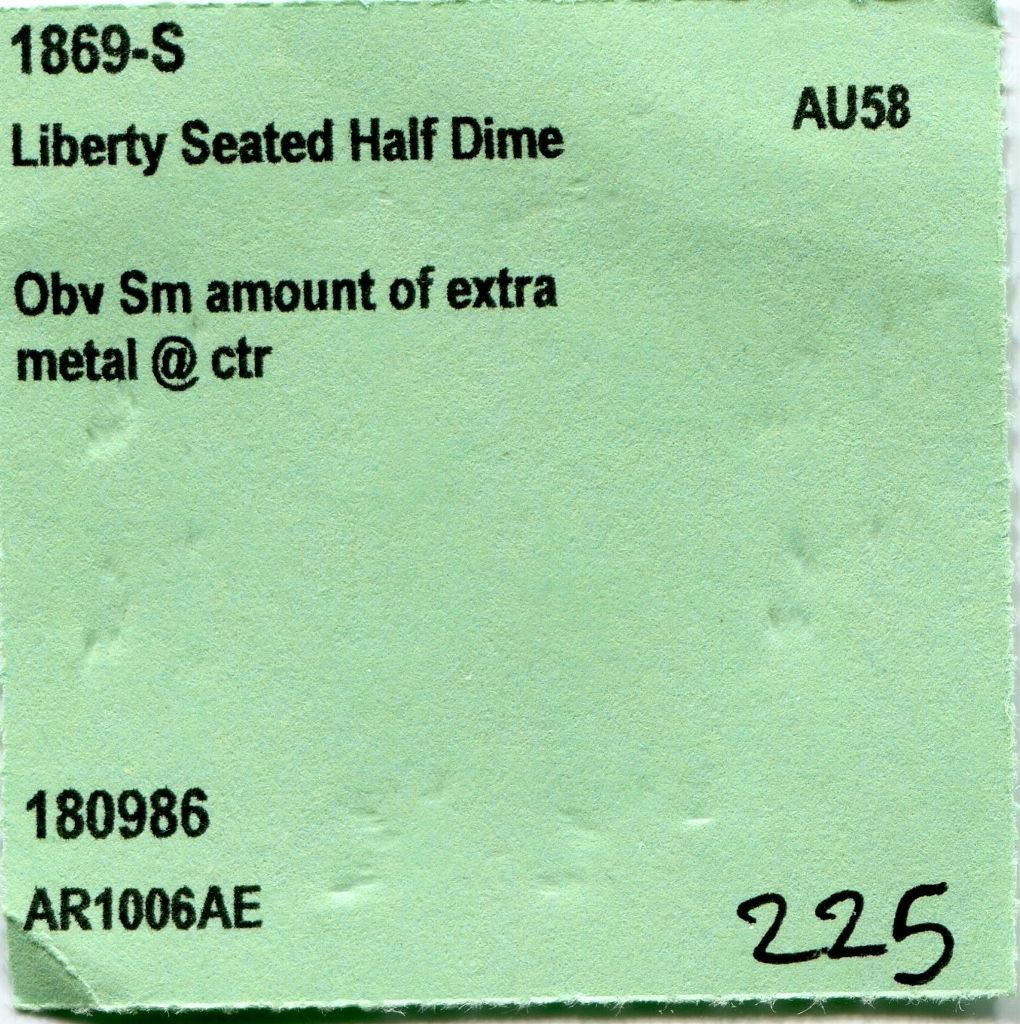 1869-S
AU58
Liberty Seated Half Dime
Obv Sm amount of extra
metal @ ctr
180986
AR1006AE
225